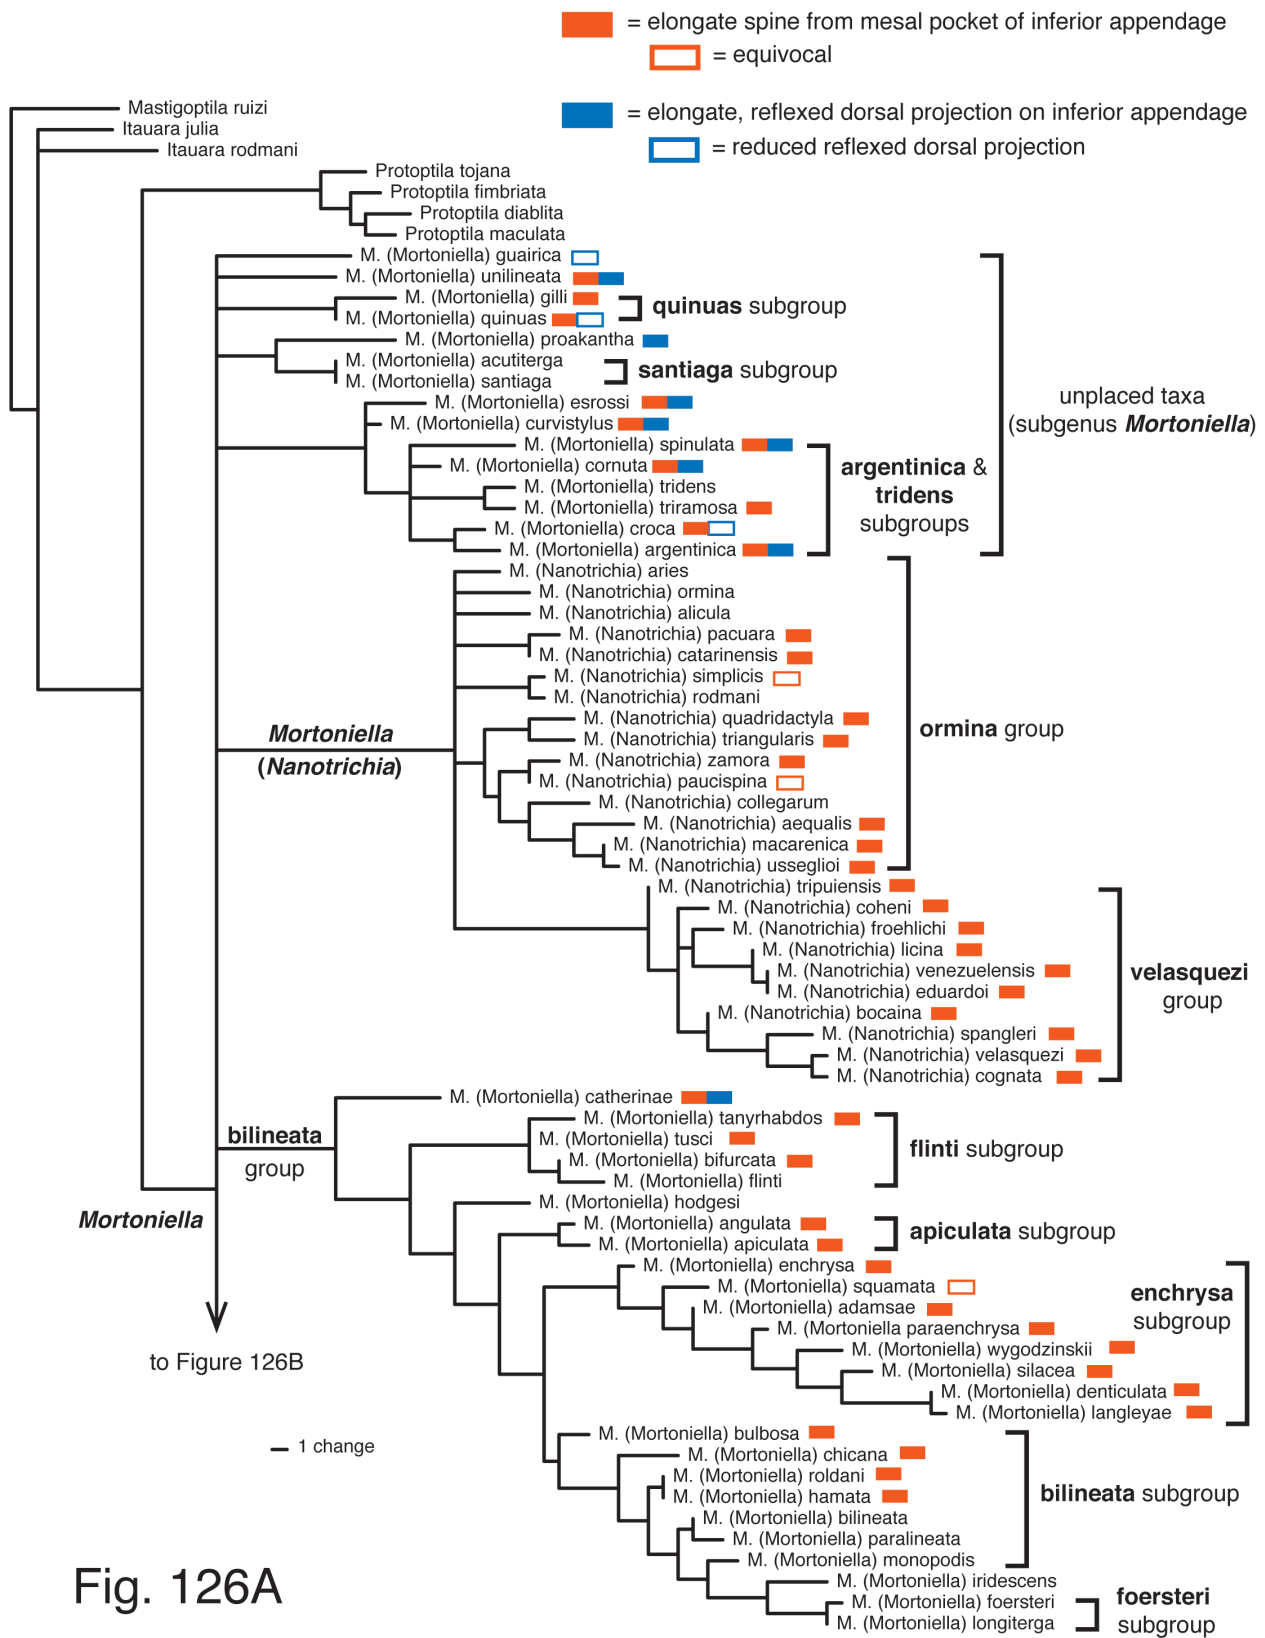 = elongate spine from mesal pocket of inferior appendage
= equivocal
= elongate, reflexed dorsal projection on inferior appendage
= reduced reflexed dorsal projection
Mastigoptila ruizi
Itauara julia
Itauara rodmani
Protoptila tojana
Protoptila fimbriata
Protoptila diablita
Protoptila maculata
M. (Mortoniella) guairica
M. (Mortoniella) unilineata
M. (Mortoniella) gilli
M. (Mortoniella) quinuas
quinuas subgroup
M. (Mortoniella) proakantha
M. (Mortoniella) acutiterga
M. (Mortoniella) santiaga
santiaga subgroup
M. (Mortoniella) esrossi
M. (Mortoniella) curvistylus
M. (Mortoniella) spinulata
M. (Mortoniella) cornuta
M. (Mortoniella) tridens
M. (Mortoniella) triramosa
M. (Mortoniella) croca
M. (Mortoniella) argentinica
argentinica &
tridens
subgroups
unplaced taxa
(subgenus Mortoniella)
M. (Nanotrichia) aries
M. (Nanotrichia) ormina
M. (Nanotrichia) alicula
M. (Nanotrichia) pacuara
M. (Nanotrichia) catarinensis
M. (Nanotrichia) simplicis
M. (Nanotrichia) rodmani
M. (Nanotrichia) quadridactyla
M. (Nanotrichia) triangularis
M. (Nanotrichia) zamora
M. (Nanotrichia) paucispina
M. (Nanotrichia) collegarum
M. (Nanotrichia) aequalis
M. (Nanotrichia) macarenica
M. (Nanotrichia) usseglioi
ormina group
Mortoniella
(Nanotrichia)
M. (Nanotrichia) tripuiensis
M. (Nanotrichia) coheni
M. (Nanotrichia) froehlichi
M. (Nanotrichia) licina
M. (Nanotrichia) venezuelensis
M. (Nanotrichia) eduardoi
M. (Nanotrichia) bocaina
M. (Nanotrichia) spangleri
M. (Nanotrichia) velasquezi
M. (Nanotrichia) cognata
velasquezi
group
M. (Mortoniella) catherinae
M. (Mortoniella) tanyrhabdos
M. (Mortoniella) tusci
M. (Mortoniella) bifurcata
M. (Mortoniella) flinti
flinti subgroup
bilineata
group
Mortoniella
M. (Mortoniella) hodgesi
M. (Mortoniella) angulata
M. (Mortoniella) apiculata
apiculata subgroup
M. (Mortoniella) enchrysa
M. (Mortoniella) squamata
M. (Mortoniella) adamsae
M. (Mortoniella paraenchrysa
M. (Mortoniella) wygodzinskii
M. (Mortoniella) silacea
M. (Mortoniella) denticulata
M. (Mortoniella) langleyae
enchrysa
subgroup
to Figure 126B
1 change
M. (Mortoniella) bulbosa
M. (Mortoniella) chicana
M. (Mortoniella) roldani
M. (Mortoniella) hamata
M. (Mortoniella) bilineata
M. (Mortoniella) paralineata
M. (Mortoniella) monopodis
bilineata subgroup
M. (Mortoniella) iridescens
M. (Mortoniella) foersteri
M. (Mortoniella) longiterga
foersteri
subgroup
Fig. 126A